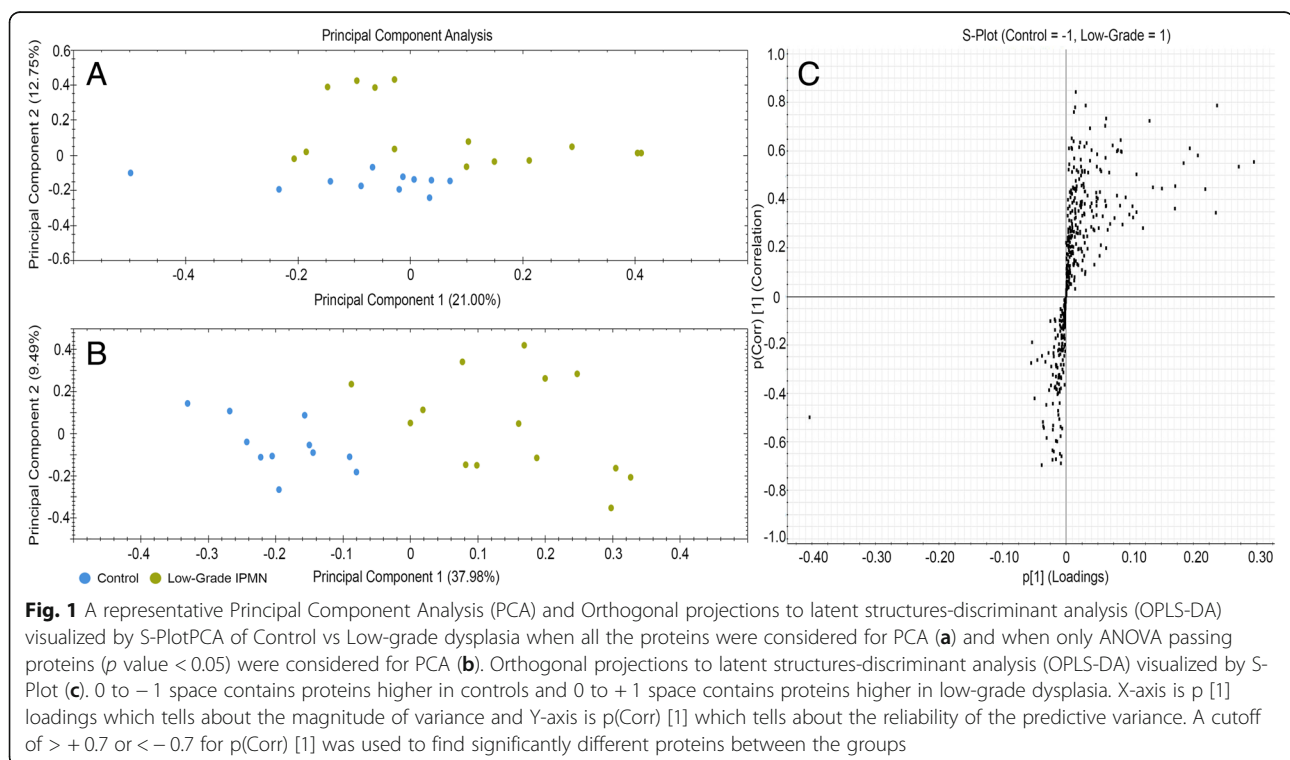 Principal Component Analysis
A
Principal Component 2 (12.75%)
0.6
0.4
0.2
0
-0.2
-0.4
-0.6
-0.4
-0.2
0
0.2
0.4
Principal Component 1 (21.00%)
B
Principal Component 2 (9.49%)
0.4
0.2
0
-0.2
-0.4
-0.4
-0.3
-0.2
-0.1
0
0.1
0.2
0.3
0.4
Principal Component 1 (37.98%)
Control
Low-Grade IPMN
S-Plot (Control = -1, Low-Grade = 1)
C
p(Corr) [1] (Correlation)
1.0
0.8
0.6
0.4
0.2
0
-0.2
-0.4
-0.6
-0.8
-1.0
-0.40
-0.30
-0.20
-0.10
0
0.10
0.20
0.30
p[1] (Loadings)
Fig. 1 A representative Principal Component Analysis (PCA) and Orthogonal projections to latent structures-discriminant analysis (OPLS-DA)
visualized by S-PlotPCA of Control vs Low-grade dysplasia when all the proteins were considered for PCA (a) and when only ANOVA passing
proteins (p value < 0.05) were considered for PCA (b). Orthogonal projections to latent structures-discriminant analysis (OPLS-DA) visualized by S-
Plot (c). 0 to − 1 space contains proteins higher in controls and 0 to + 1 space contains proteins higher in low-grade dysplasia. X-axis is p [1]
loadings which tells about the magnitude of variance and Y-axis is p(Corr) [1] which tells about the reliability of the predictive variance. A cutoff
of > + 0.7 or < − 0.7 for p(Corr) [1] was used to find significantly different proteins between the groups